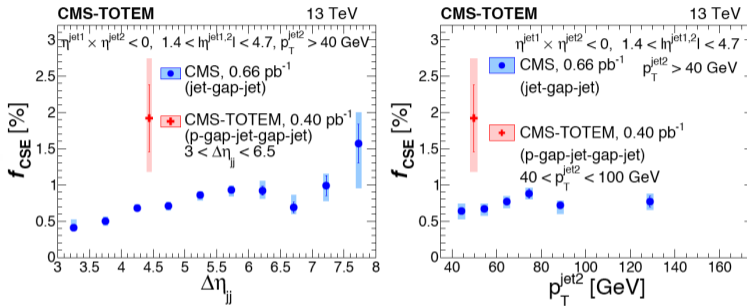 CMS-TOTEM 13 TeV
η^jet1 × η^jet2 < 0, 1.4 < |η^jet1,2| < 4.7, p_T^jet2 > 40 GeV
CMS, 0.66 pb⁻¹
(jet-gap-jet)
CMS-TOTEM, 0.40 pb⁻¹
(p-gap-jet-gap-jet)
3 < Δη_jj < 6.5
f_CSE [%]
3
2.5
2
1.5
1
0.5
0
3 3.5 4 4.5 5 5.5 6 6.5 7 7.5 8
Δη_jj
CMS-TOTEM 13 TeV
η^jet1 × η^jet2 < 0, 1.4 < |η^jet1,2| < 4.7
CMS, 0.66 pb⁻¹ p_T^jet2 > 40 GeV
(jet-gap-jet)
CMS-TOTEM, 0.40 pb⁻¹
(p-gap-jet-gap-jet)
40 < p_T^jet2 < 100 GeV
f_CSE [%]
3
2.5
2
1.5
1
0.5
0
40 60 80 100 120 140 160
p_T^jet2 [GeV]